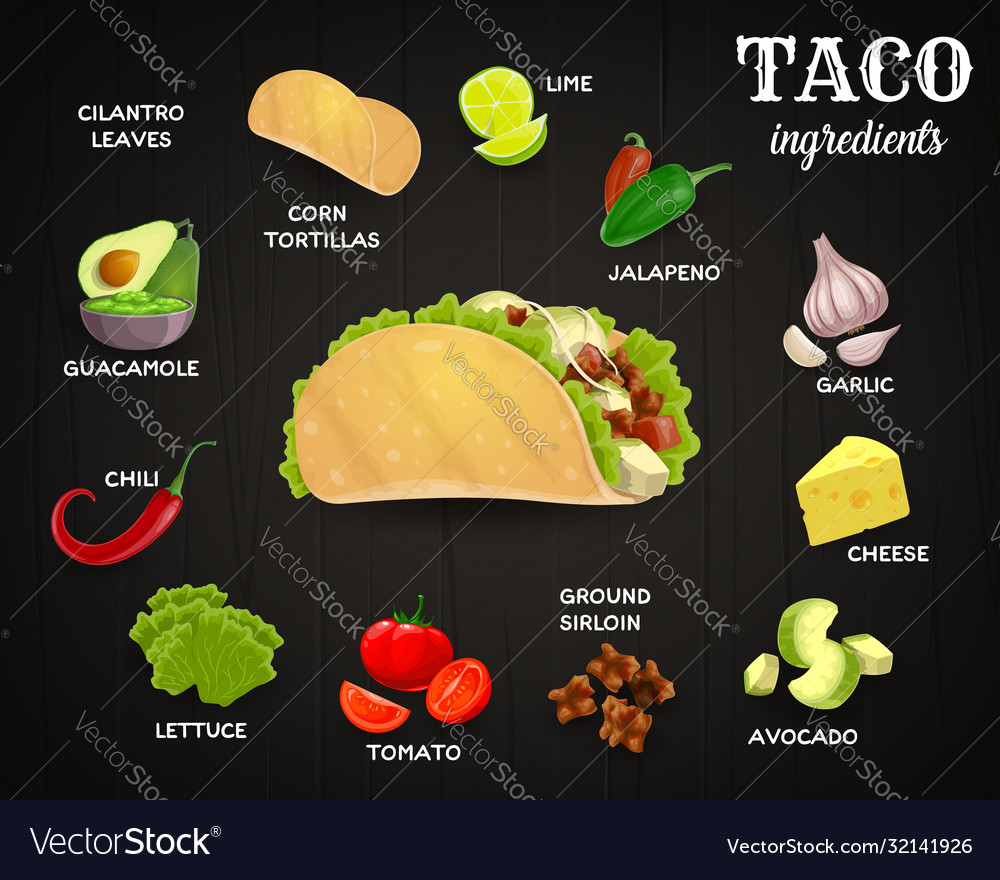 TACO
ingredients
CILANTRO
LEAVES
LIME
CORN
TORTILLAS
JALAPENO
GUACAMOLE
GARLIC
CHILI
CHEESE
GROUND
SIRLOIN
LETTUCE
TOMATO
AVOCADO
VectorStock®
VectorStock.com/32141926